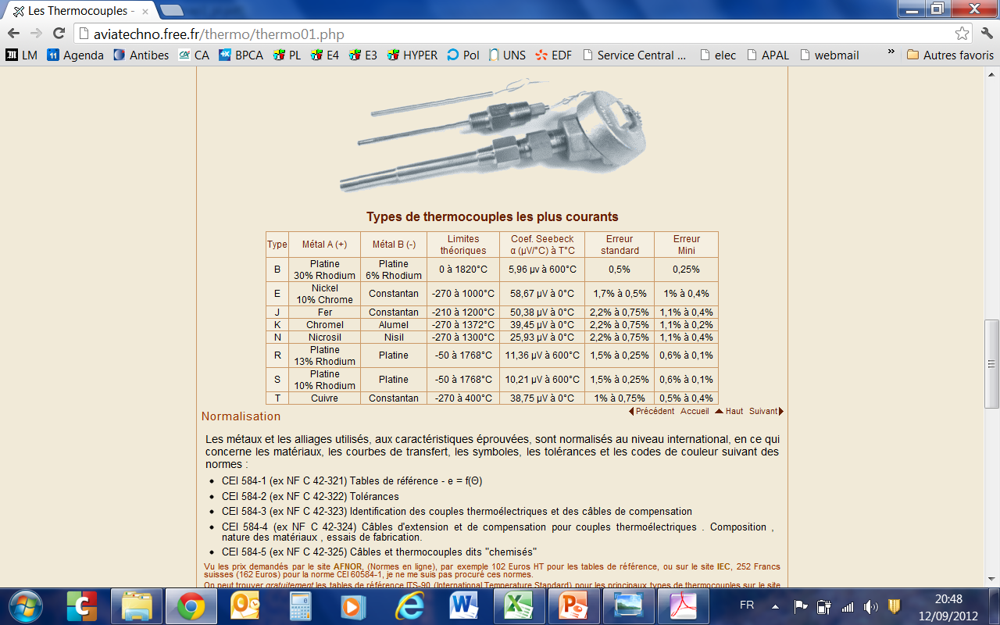 Les Thermocouples -
aviatechno.free.fr/thermo/thermo01.php
LM Agenda Antibes CA BPCA PL E4 E3 HYPER Pol UNS EDF Service Central ... elec APAL webmail » Autres favoris
Types de thermocouples les plus courants
Type Métal A (+) Métal B (-) Limites théoriques Coef. Seebeck α (µV/°C) à T°C Erreur standard Erreur Mini
B Platine 30% Rhodium Platine 6% Rhodium 0 à 1820°C 5,96 µv à 600°C 0,5% 0,25%
E Nickel 10% Chrome Constantan -270 à 1000°C 58,67 µV à 0°C 1,7% à 0,5% 1% à 0,4%
J Fer Constantan -210 à 1200°C 50,38 µV à 0°C 2,2% à 0,75% 1,1% à 0,4%
K Chromel Alumel -270 à 1372°C 39,45 µV à 0°C 2,2% à 0,75% 1,1% à 0,2%
N Nicrosil Nisil -270 à 1300°C 25,93 µV à 0°C 2,2% à 0,75% 1,1% à 0,4%
R Platine 13% Rhodium Platine -50 à 1768°C 11,36 µV à 600°C 1,5% à 0,25% 0,6% à 0,1%
S Platine 10% Rhodium Platine -50 à 1768°C 10,21 µV à 600°C 1,5% à 0,25% 0,6% à 0,1%
T Cuivre Constantan -270 à 400°C 38,75 µV à 0°C 1% à 0,75% 0,5% à 0,4%
Précédent Accueil Haut Suivant
Normalisation
Les métaux et les alliages utilisés, aux caractéristiques éprouvées, sont normalisés au niveau international, en ce qui
concerne les matériaux, les courbes de transfert, les symboles, les tolérances et les codes de couleur suivant des
normes :
• CEI 584-1 (ex NF C 42-321) Tables de référence - e = f(Θ)
• CEI 584-2 (ex NF C 42-322) Tolérances
• CEI 584-3 (ex NF C 42-323) Identification des couples thermoélectriques et des câbles de compensation
• CEI 584-4 (ex NF C 42-324) Câbles d'extension et de compensation pour couples thermoélectriques . Composition ,
nature des matériaux , essais de fabrication.
• CEI 584-5 (ex NF C 42-325) Câbles et thermocouples dits "chemisés"
Vu les prix demandés par le site AFNOR, (Normes en ligne), par exemple 102 Euros HT pour les tables de référence, ou sur le site IEC, 252 Francs
suisses (162 Euros) pour la norme CEI 60584-1, je ne me suis pas procuré ces normes.
On peut trouver gratuitement les tables de référence ITS-90 (International Temperature Standard) pour les principaux types de thermocouples sur le site
FR
20:48
12/09/2012